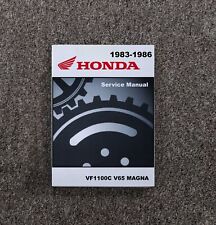 1983-1986
HONDA
Service Manual
VF1100C V65 MAGNA